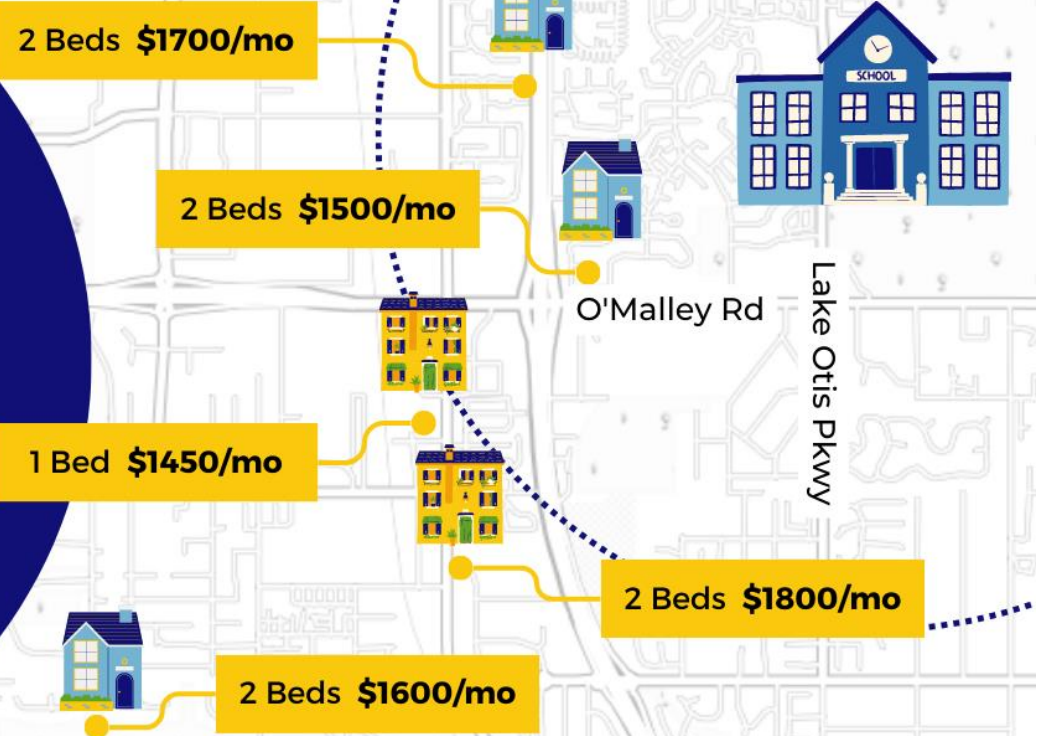 2 Beds $1700/mo
SCHOOL
2 Beds $1500/mo
O'Malley Rd
Lake Otis Pkwy
1 Bed $1450/mo
2 Beds $1800/mo
2 Beds $1600/mo